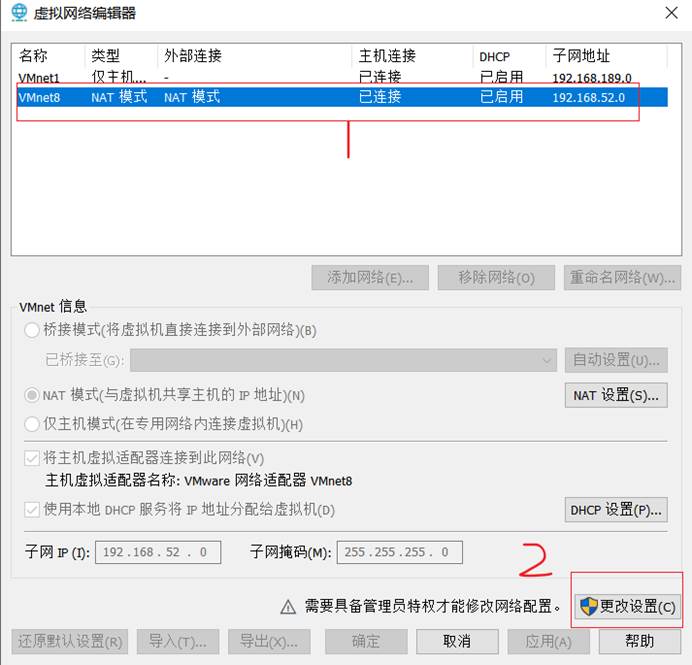 虚拟网络编辑器
名称 类型 外部连接 主机连接 DHCP 子网地址
VMnet1 仅主机... - 已连接 已启用 192.168.189.0
VMnet8 NAT 模式 NAT 模式 已连接 已启用 192.168.52.0
1
添加网络(E)... 移除网络(O) 重命名网络(W)...
VMnet 信息
桥接模式(将虚拟机直接连接到外部网络)(B)
已桥接至(G): 自动设置(U)...
NAT 模式(与虚拟机共享主机的 IP 地址)(N) NAT 设置(S)...
仅主机模式(在专用网络内连接虚拟机)(H)
将主机虚拟适配器连接到此网络(V)
主机虚拟适配器名称: VMware 网络适配器 VMnet8
使用本地 DHCP 服务将 IP 地址分配给虚拟机(D) DHCP 设置(P)...
子网 IP (I): 192 . 168 . 52 . 0 子网掩码(M): 255 . 255 . 255 . 0
2
需要具备管理员特权才能修改网络配置。 更改设置(C)
还原默认设置(R) 导入(T)... 导出(X)... 确定 取消 应用(A) 帮助